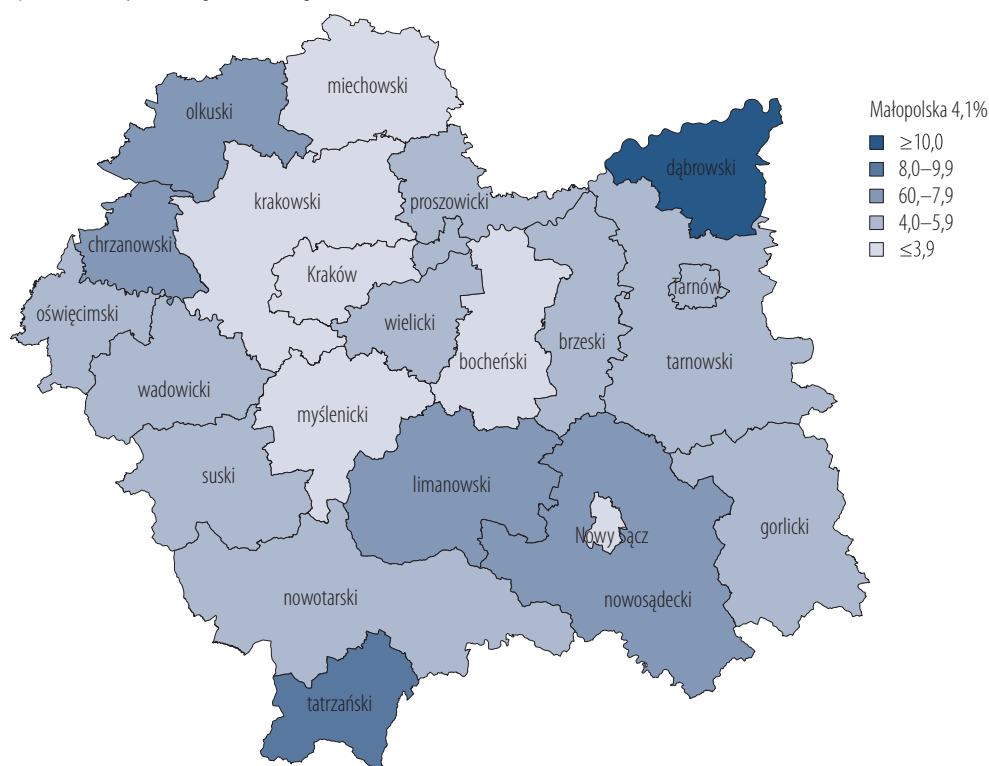 miechowski
olkuski
Małopolska 4,1%
≥10,0
8,0–9,9
60,–7,9
4,0–5,9
≤3,9
dąbrowski
krakowski
proszowicki
chrzanowski
Kraków
Tarnów
oświęcimski
wielicki
brzeski
bocheński
tarnowski
wadowicki
myślenicki
suski
limanowski
gorlicki
Nowy Sącz
nowotarski
nowosądecki
tatrzański